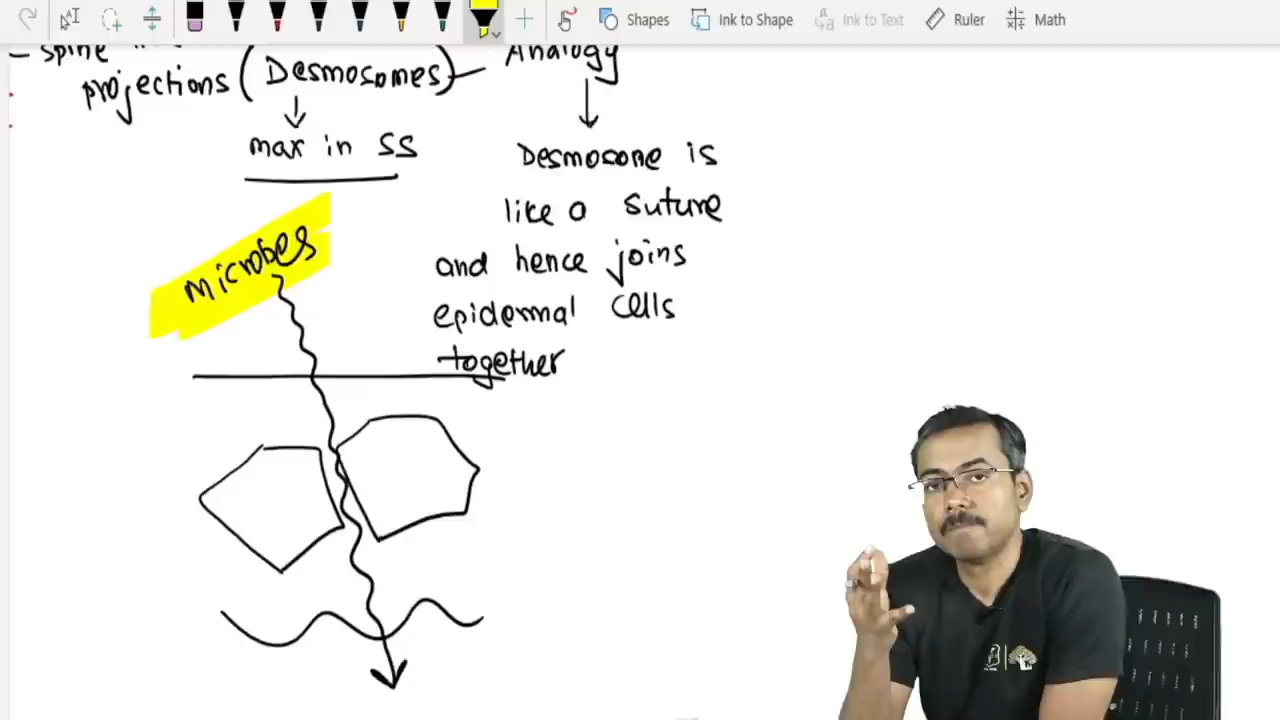 Shapes
Ink to Shape
Ink to Text
Ruler
Math
- spine
projections (Desmosomes) - Analogy
max in SS
Desmosone is
like a suture
and hence joins
epidermal cells
together
Microbes